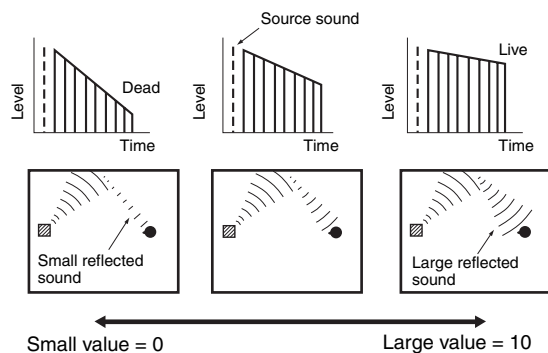 Source sound
Level
Dead
Time
Level
Time
Level
Live
Time
Small reflected
sound
Large reflected
sound
Small value = 0
Large value = 10